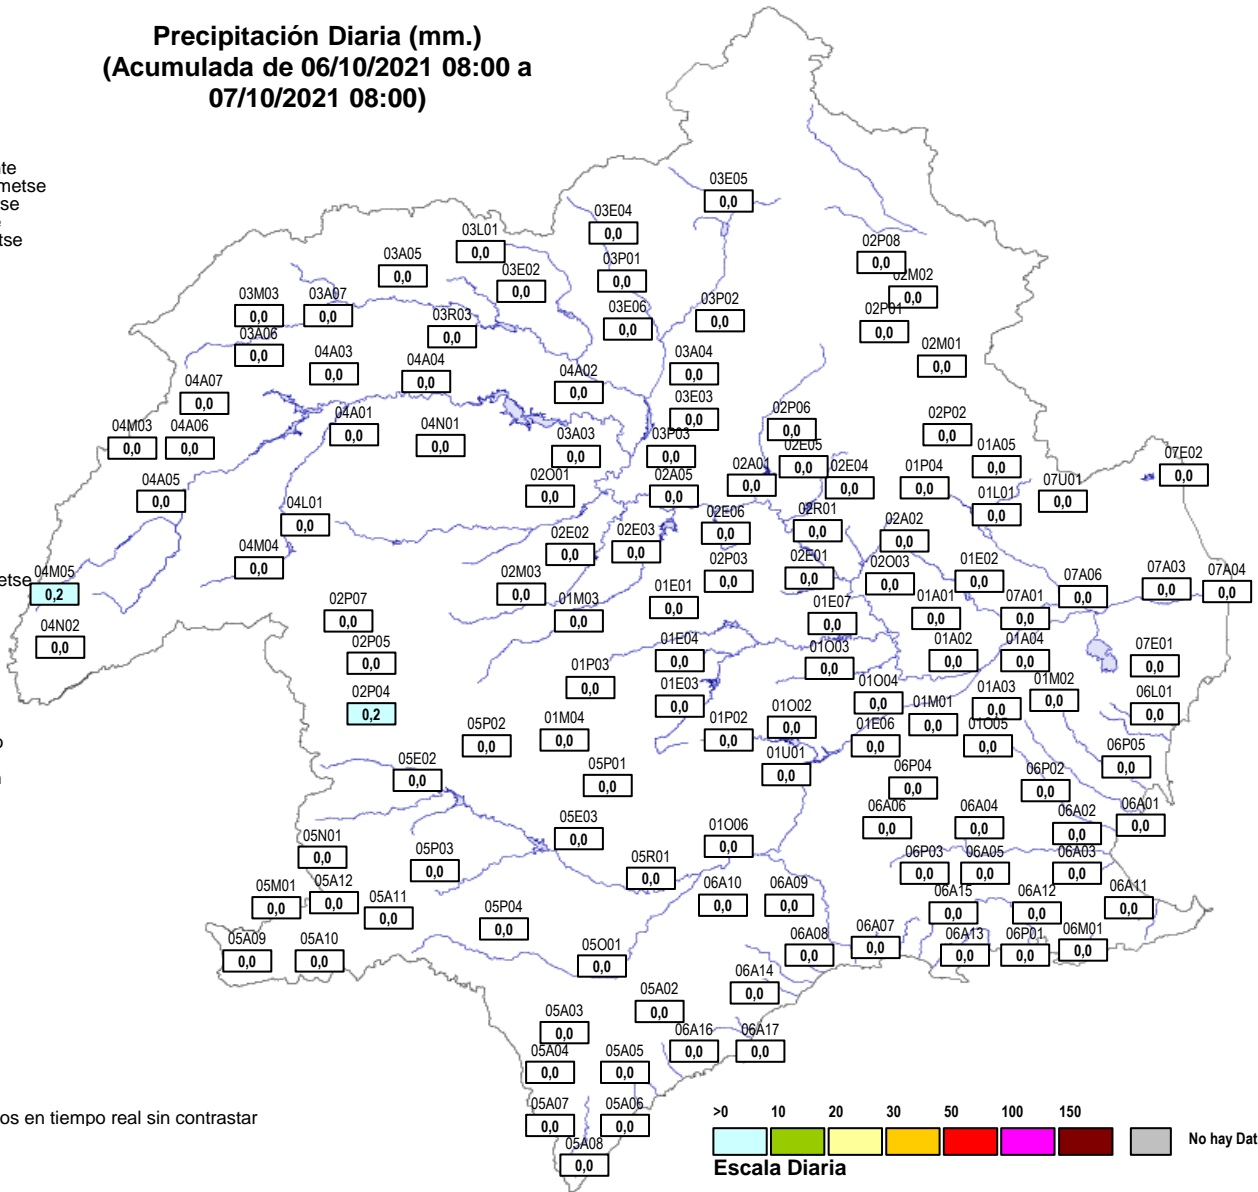 Precipitación Diaria (mm.)
(Acumulada de 06/10/2021 08:00 a
07/10/2021 08:00)
te
metse
se
tse
etse
os en tiempo real sin contrastar
03E05
0,0
03E04
0,0
03L01
0,0
03A05
0,0
03E02
0,0
03P01
0,0
02P08
0,0
02M02
0,0
03M03
0,0
03A07
0,0
03R03
0,0
03E06
0,0
03P02
0,0
02P01
0,0
03A06
0,0
04A03
0,0
04A04
0,0
04A02
0,0
03A04
0,0
02M01
0,0
04A07
0,0
03E03
0,0
04M03
0,0
04A06
0,0
04A01
0,0
04N01
0,0
03A03
0,0
03P03
0,0
02P06
0,0
02P02
0,0
02E05
0,0
01A05
0,0
07E02
0,0
04A05
0,0
02O01
0,0
02A05
0,0
02A01
0,0
02E04
0,0
01P04
0,0
07U01
0,0
01L01
0,0
04L01
0,0
02E06
0,0
02R01
0,0
02A02
0,0
04M04
0,0
02E02
0,0
02E03
0,0
04M05
0,2
02M03
0,0
02P03
0,0
02E01
0,0
02O03
0,0
01E02
0,0
07A06
0,0
07A03
0,0
07A04
0,0
01M03
0,0
01E01
0,0
01E07
0,0
01A01
0,0
07A01
0,0
04N02
0,0
02P07
0,0
02P05
0,0
01E04
0,0
01O03
0,0
01A02
0,0
01A04
0,0
07E01
0,0
01P03
0,0
02P04
0,2
01E03
0,0
01O04
0,0
01A03
0,0
01M02
0,0
06L01
0,0
05P02
0,0
01M04
0,0
01P02
0,0
01O02
0,0
01M01
0,0
01E06
0,0
01O05
0,0
05E02
0,0
05P01
0,0
01U01
0,0
06P04
0,0
06P02
0,0
06P05
0,0
05E03
0,0
01O06
0,0
06A06
0,0
06A04
0,0
06A02
0,0
06A01
0,0
05N01
0,0
05P03
0,0
05R01
0,0
06P03
0,0
06A05
0,0
06A03
0,0
05M01
0,0
05A12
0,0
05A11
0,0
05P04
0,0
06A10
0,0
06A09
0,0
06A15
0,0
06A12
0,0
06A11
0,0
05A09
0,0
05A10
0,0
05O01
0,0
06A08
0,0
06A07
0,0
06A13
0,0
06P01
0,0
06M01
0,0
06A14
0,0
05A02
0,0
05A03
0,0
06A16
0,0
06A17
0,0
05A04
0,0
05A05
0,0
05A07
0,0
05A06
0,0
05A08
0,0
>0 10 20 30 50 100 150
No hay Dat
Escala Diaria